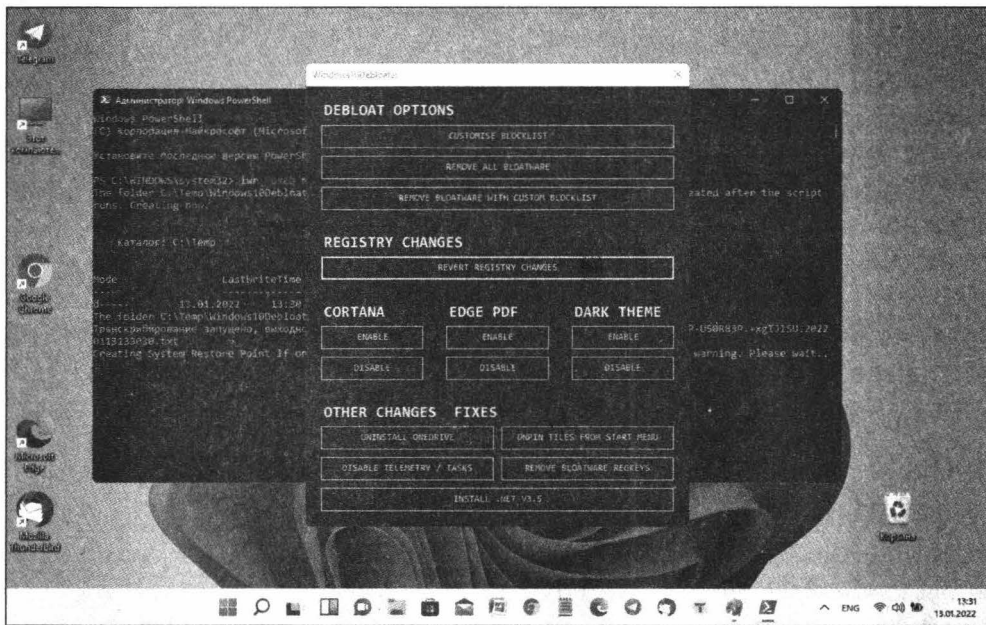 Telegram
Этот
компьюте...
Google
Chrome
Microsoft
Edge
Mozilla
Thunderbird
Корзина
Windows10Debloater
Администратор: Windows PowerShell
Windows PowerShell
(C) Корпорация Майкрософт (Microsof
Установите последнюю версию PowerSh
PS C:\WINDOWS\system32> iwr
The folder C:\Temp\Windows10Debloat
eated after the script
runs. Creating now.
Каталог: C:\Temp
Mode LastWriteTime
d----- 13.01.2022 13:30
The folder C:\Temp\Windows10Debloat
Транскрибирование запущено, выходно
0113133030.txt
Creating System Restore Point If on
warning. Please wait..
DEBLOAT OPTIONS
CUSTOMISE BLOCKLIST
REMOVE ALL BLOATWARE
REMOVE BLOATWARE WITH CUSTOM BLOCKLIST
REGISTRY CHANGES
REVERT REGISTRY CHANGES
CORTANA EDGE PDF DARK THEME
ENABLE ENABLE ENABLE
DISABLE DISABLE DISABLE
OTHER CHANGES FIXES
UNINSTALL ONEDRIVE UNPIN TILES FROM START MENU
DISABLE TELEMETRY / TASKS REMOVE BLOATWARE REGKEYS
INSTALL .NET V3.5
ENG
13:31
13.01.2022